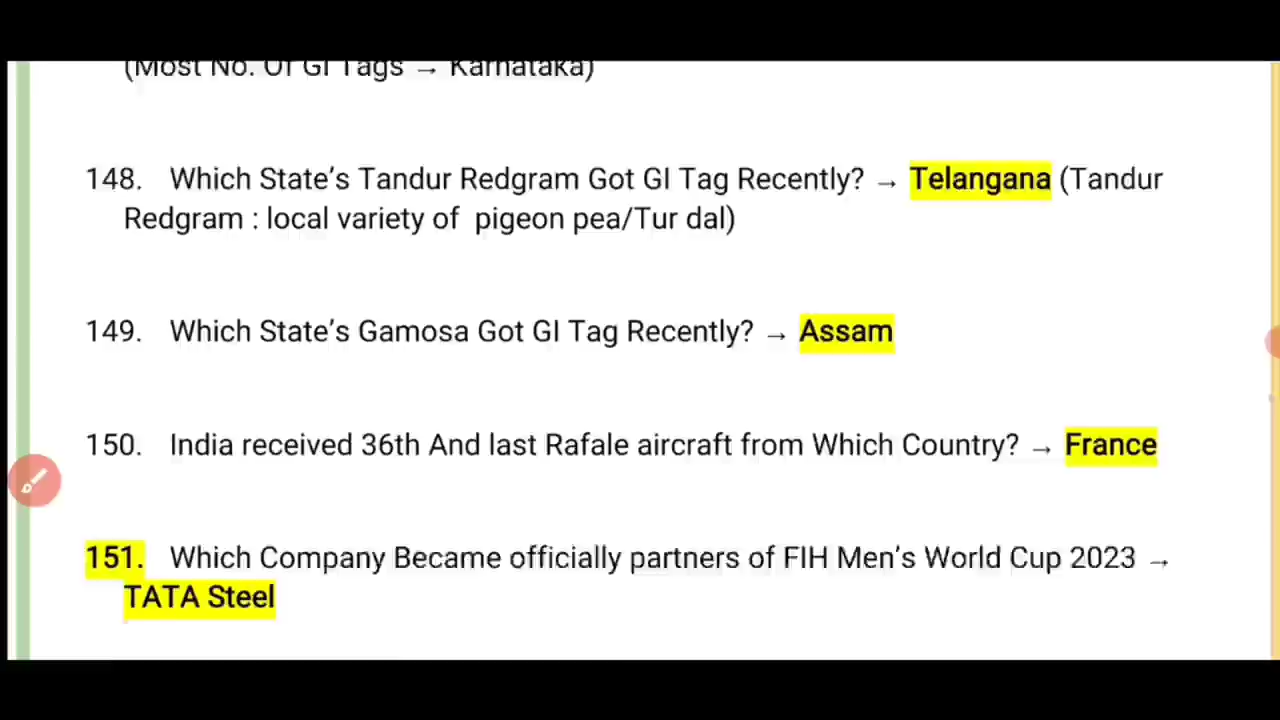 (Most No. Of GI Tags → Karnataka)
148. Which State's Tandur Redgram Got GI Tag Recently? → Telangana (Tandur
Redgram : local variety of pigeon pea/Tur dal)
149. Which State's Gamosa Got GI Tag Recently? → Assam
150. India received 36th And last Rafale aircraft from Which Country? → France
151. Which Company Became officially partners of FIH Men's World Cup 2023 →
TATA Steel